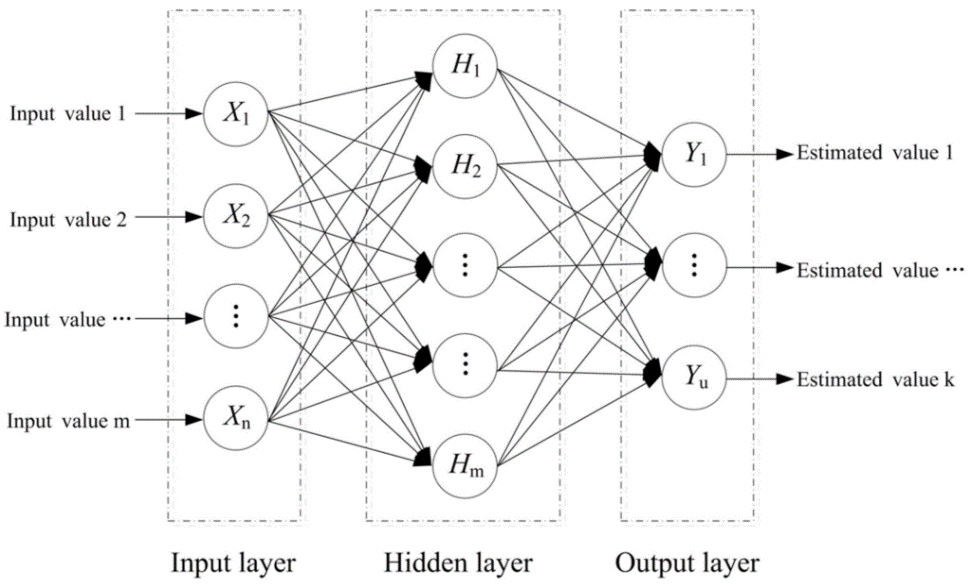 Input value 1
Input value 2
Input value ···
Input value m
X₁
X₂
⋮
Xₙ
H₁
H₂
⋮
⋮
Hₘ
Y₁
⋮
Yᵤ
Estimated value 1
Estimated value ···
Estimated value k
Input layer
Hidden layer
Output layer